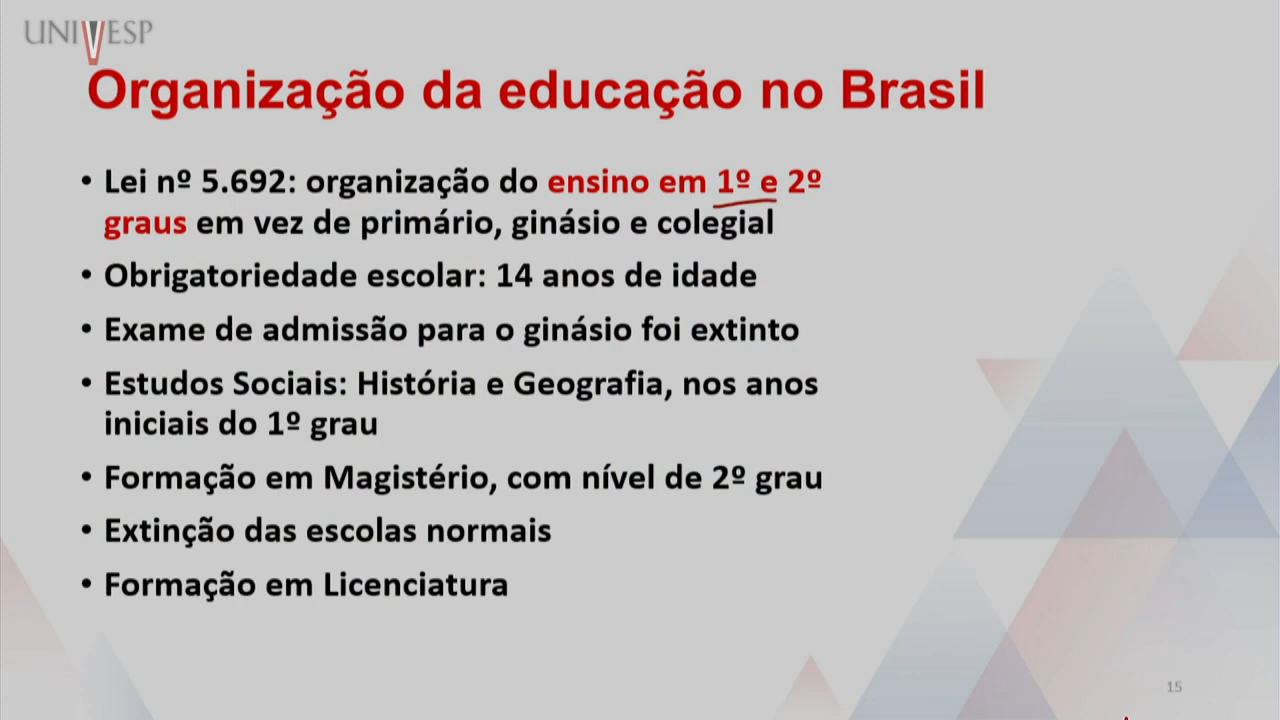 UNIVESP
Organização da educação no Brasil
• Lei nº 5.692: organização do ensino em 1º e 2º
graus em vez de primário, ginásio e colegial
• Obrigatoriedade escolar: 14 anos de idade
• Exame de admissão para o ginásio foi extinto
• Estudos Sociais: História e Geografia, nos anos
iniciais do 1º grau
• Formação em Magistério, com nível de 2º grau
• Extinção das escolas normais
• Formação em Licenciatura
15